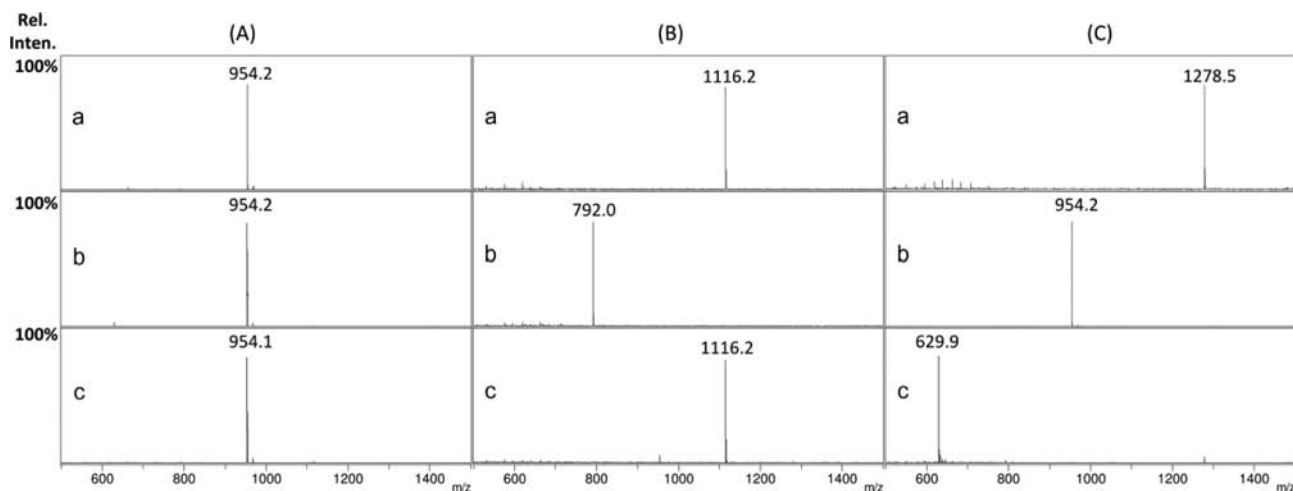 Rel.
Inten.
(A) (B) (C)
100%
954.2 1116.2 1278.5
a a a
100%
954.2 792.0 954.2
b b b
100%
954.1 1116.2 629.9
c c c
600 800 1000 1200 1400 m/z 600 800 1000 1200 1400 m/z 600 800 1000 1200 1400 m/z